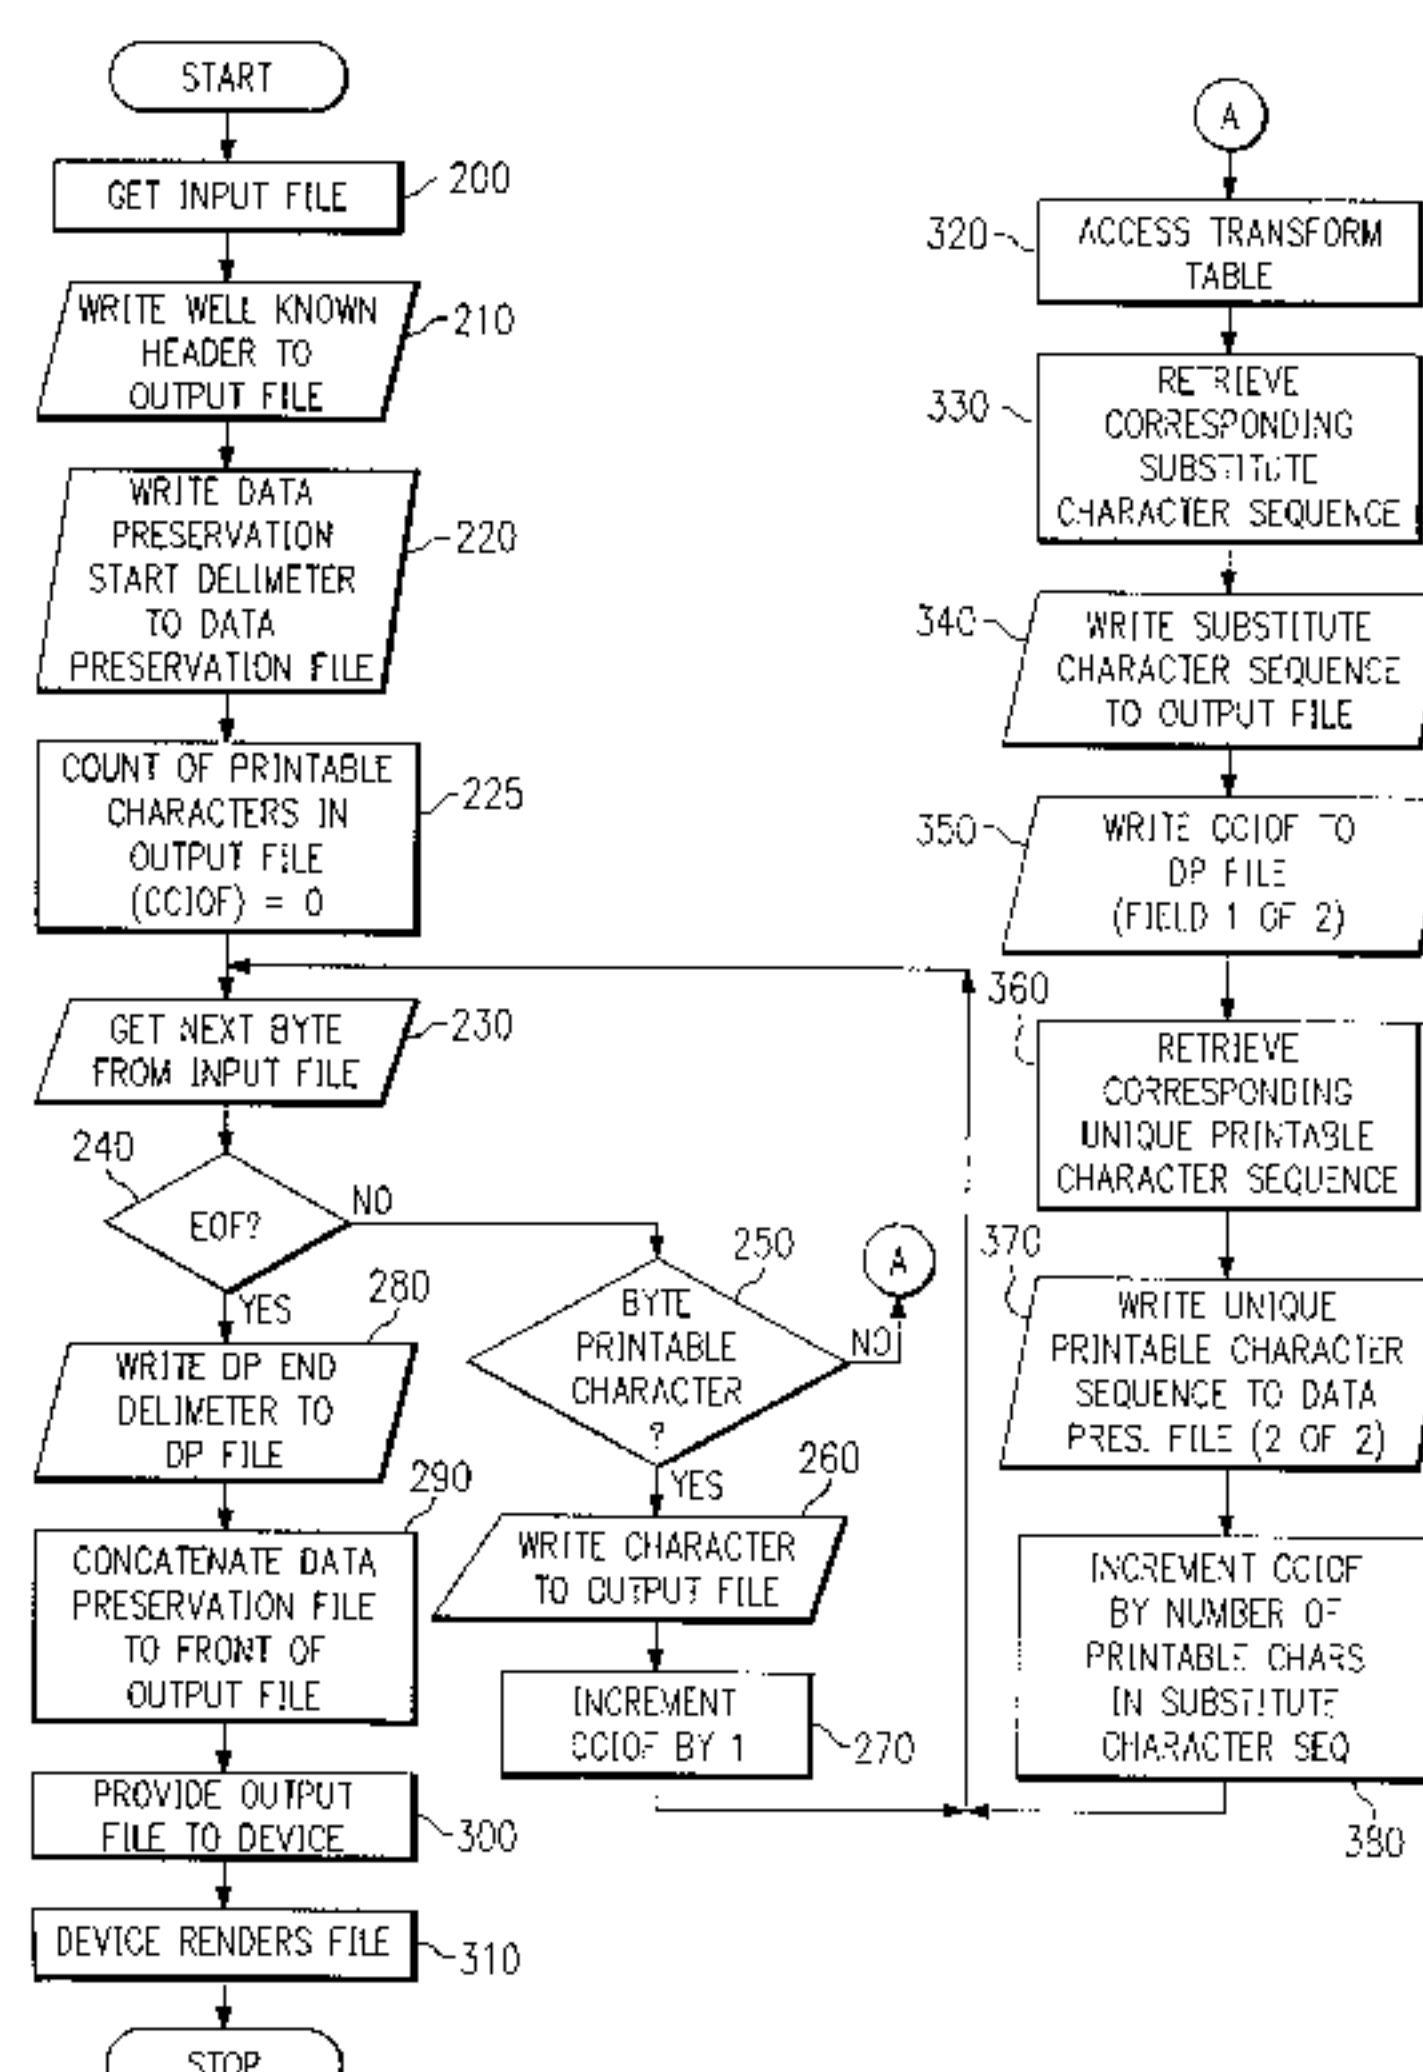 START
GET INPUT FILE
200
WRITE WELL KNOWN
HEADER TO
OUTPUT FILE
210
WRITE DATA
PRESERVATION
START DELIMETER
TO DATA
PRESERVATION FILE
220
COUNT OF PRINTABLE
CHARACTERS IN
OUTPUT FILE
(CCIOF) = 0
225
GET NEXT BYTE
FROM INPUT FILE
230
240
EOF?
NO
YES
280
WRITE DP END
DELIMETER TO
DP FILE
290
CONCATENATE DATA
PRESERVATION FILE
TO FRONT OF
OUTPUT FILE
PROVIDE OUTPUT
FILE TO DEVICE
300
DEVICE RENDERS FILE
310
STOP
250
BYTE
PRINTABLE
CHARACTER
?
NO
A
YES
260
WRITE CHARACTER
TO OUTPUT FILE
INCREMENT
CCIOF BY 1
270
A
320
ACCESS TRANSFORM
TABLE
330
RETRIEVE
CORRESPONDING
SUBSTITUTE
CHARACTER SEQUENCE
340
WRITE SUBSTITUTE
CHARACTER SEQUENCE
TO OUTPUT FILE
350
WRITE CCIOF TO
DP FILE
(FIELD 1 OF 2)
360
RETRIEVE
CORRESPONDING
UNIQUE PRINTABLE
CHARACTER SEQUENCE
370
WRITE UNIQUE
PRINTABLE CHARACTER
SEQUENCE TO DATA
PRES. FILE (2 OF 2)
INCREMENT CCIOF
BY NUMBER OF
PRINTABLE CHARS
IN SUBSTITUTE
CHARACTER SEQ
380